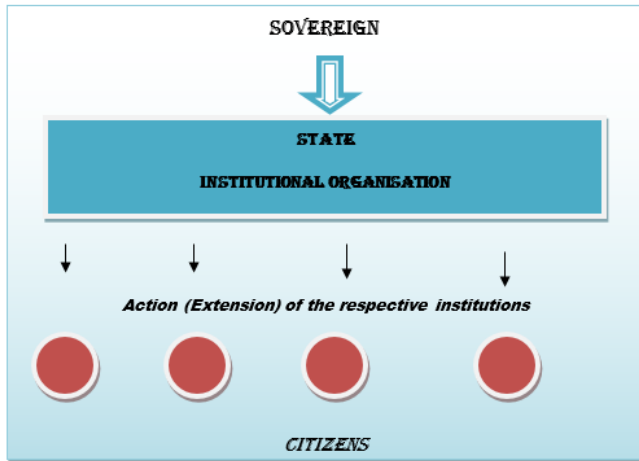 SOVEREIGN
STATE
INSTITUTIONAL ORGANISATION
Action (Extension) of the respective institutions
CITIZENS